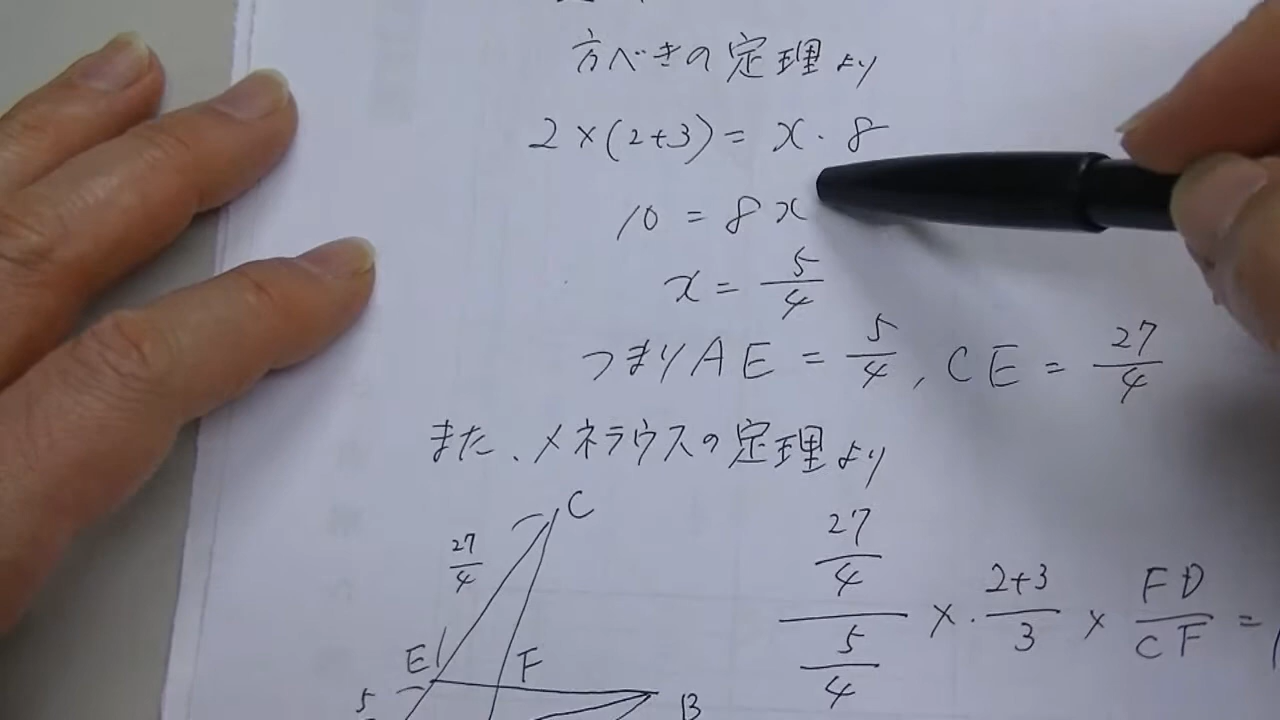 方べきの定理より
2×(2+3)=x・8
10=8x
x=5/4
つまりAE=5/4, CE=27/4
また、メネラウスの定理より
(27/4)/(5/4)×・(2+3)/3×FD/CF=
C
27/4
E
F
5
B